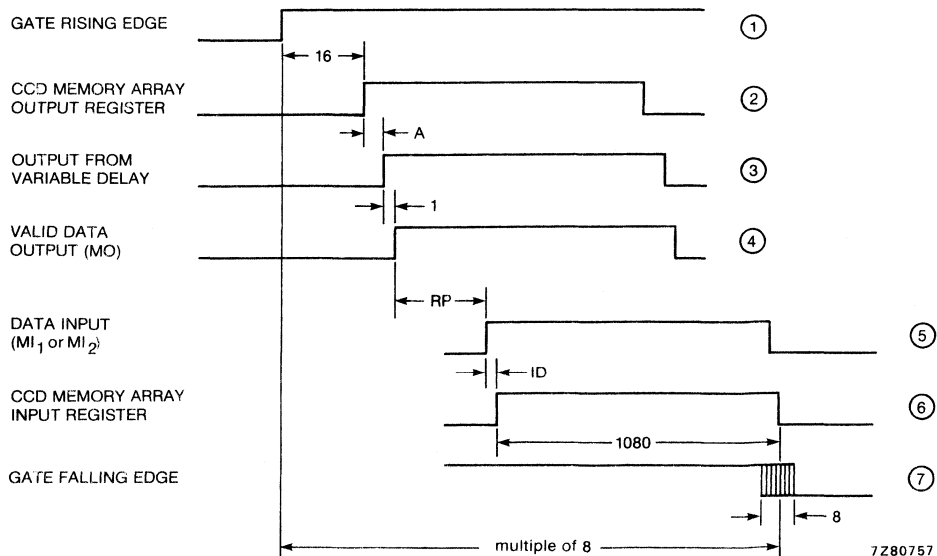 GATE RISING EDGE
1
16
CCD MEMORY ARRAY
OUTPUT REGISTER
2
A
OUTPUT FROM
VARIABLE DELAY
3
1
VALID DATA
OUTPUT (MO)
4
RP
DATA INPUT
(MI1 or MI2)
5
ID
CCD MEMORY ARRAY
INPUT REGISTER
6
1080
GATE FALLING EDGE
7
8
multiple of 8
7Z80757